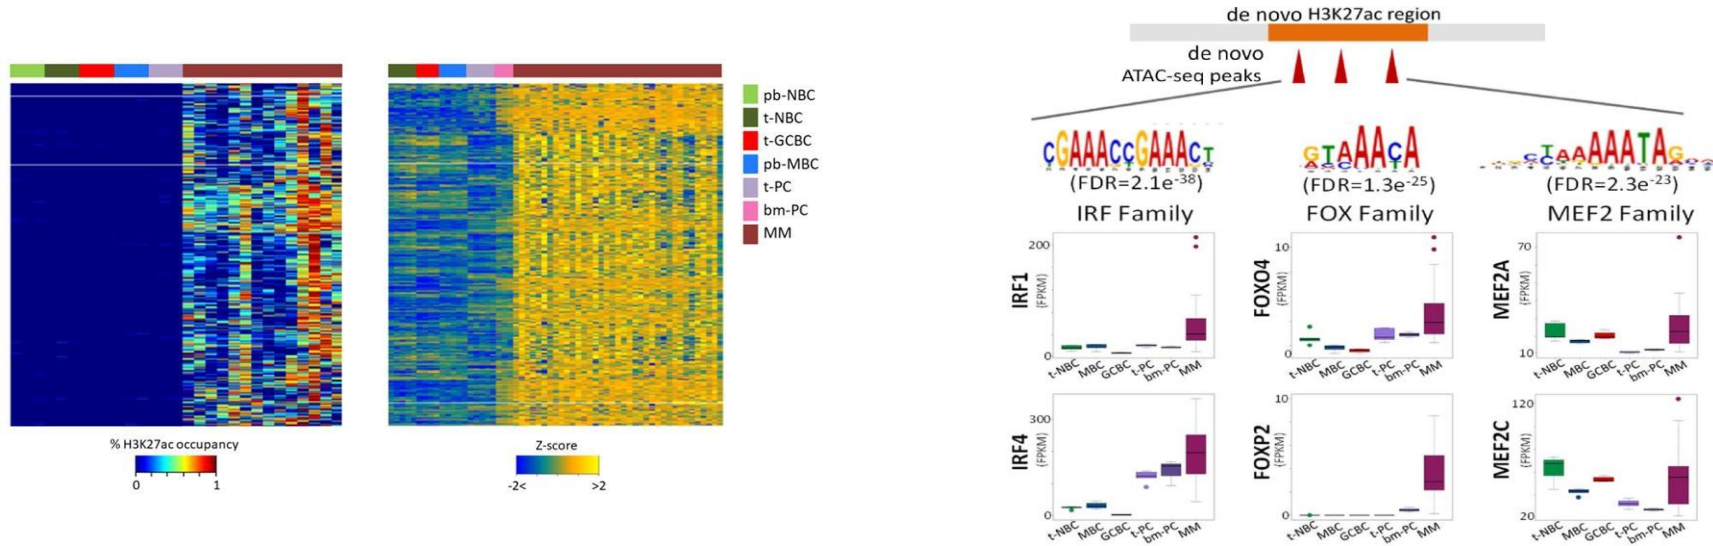 % H3K27ac occupancy
0 1
Z-score
-2< >2
pb-NBC
t-NBC
t-GCBC
pb-MBC
t-PC
bm-PC
MM
de novo H3K27ac region
de novo
ATAC-seq peaks
CGAAACCGAAACT
GTAAACA
CTAAAAATAG
(FDR=2.1e-38)
(FDR=1.3e-25)
(FDR=2.3e-23)
IRF Family
FOX Family
MEF2 Family
IRF1
(FPKM)
200
0
t-NBC MBC GCBC t-PC bm-PC MM
FOXO4
(FPKM)
10
0
t-NBC MBC GCBC t-PC bm-PC MM
MEF2A
(FPKM)
70
10
t-NBC MBC GCBC t-PC bm-PC MM
IRF4
(FPKM)
300
0
t-NBC MBC GCBC t-PC bm-PC MM
FOXP2
(FPKM)
10
0
t-NBC MBC GCBC t-PC bm-PC MM
MEF2C
(FPKM)
120
20
t-NBC MBC GCBC t-PC bm-PC MM